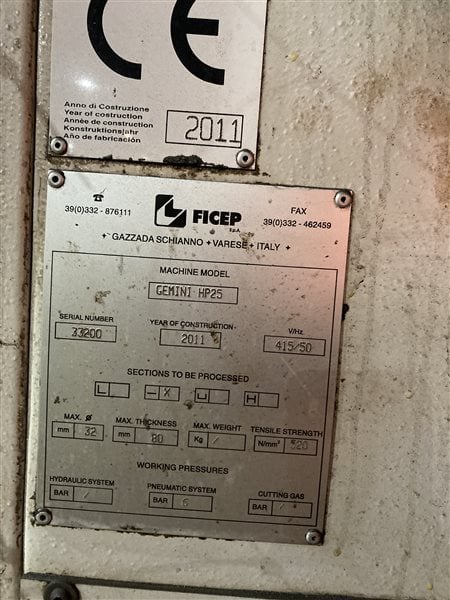 CE
Anno di Costruzione
Year of costruction
Année de construction
Konstruktionsjahr
Año de fabricación
2011
39(0)332 - 876111
FICEP
S.p.A.
FAX
39(0)332 - 462459
GAZZADA SCHIANNO + VARESE + ITALY +
MACHINE MODEL
GEMINI HP25
SERIAL NUMBER
33200
YEAR OF CONSTRUCTION
2011
V/Hz
415/50
SECTIONS TO BE PROCESSED
L
X
U
H
MAX. Ø
mm 32
MAX. THICKNESS
mm 80
MAX. WEIGHT
Kg /
TENSILE STRENGTH
N/mm² 520
WORKING PRESSURES
HYDRAULIC SYSTEM
BAR /
PNEUMATIC SYSTEM
BAR 6
CUTTING GAS
BAR /